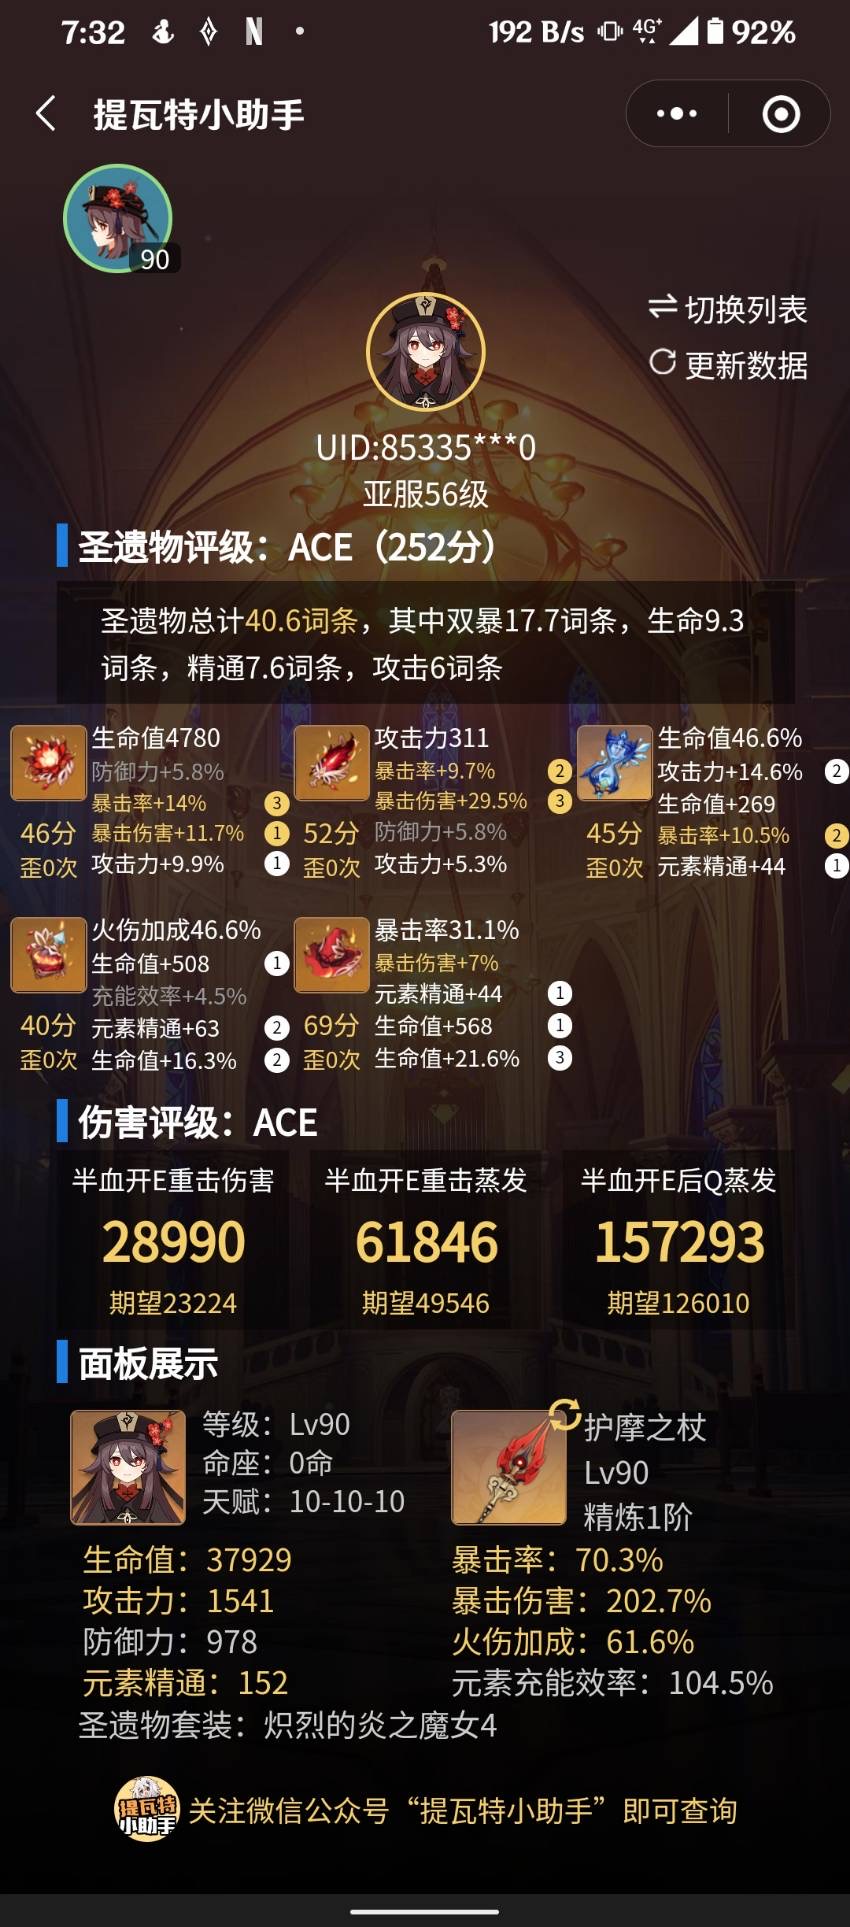 7:32
192 B/s 4G+ 92%
提瓦特小助手
90
切换列表
更新数据
UID:85335***0
亚服56级
圣遗物评级：ACE（252分）
圣遗物总计40.6词条，其中双暴17.7词条，生命9.3
词条，精通7.6词条，攻击6词条
生命值4780
防御力+5.8%
暴击率+14% 3
46分 暴击伤害+11.7% 1
歪0次 攻击力+9.9% 1
攻击力311
暴击率+9.7% 2
暴击伤害+29.5% 3
52分 防御力+5.8%
歪0次 攻击力+5.3%
生命值46.6%
攻击力+14.6% 2
生命值+269
45分 暴击率+10.5% 2
歪0次 元素精通+44 1
火伤加成46.6%
生命值+508 1
充能效率+4.5%
40分 元素精通+63 2
歪0次 生命值+16.3% 2
暴击率31.1%
暴击伤害+7%
元素精通+44 1
69分 生命值+568 1
歪0次 生命值+21.6% 3
伤害评级：ACE
半血开E重击伤害
28990
期望23224
半血开E重击蒸发
61846
期望49546
半血开E后Q蒸发
157293
期望126010
面板展示
等级：Lv90
命座：0命
天赋：10-10-10
护摩之杖
Lv90
精炼1阶
生命值：37929
暴击率：70.3%
攻击力：1541
暴击伤害：202.7%
防御力：978
火伤加成：61.6%
元素精通：152
元素充能效率：104.5%
圣遗物套装：炽烈的炎之魔女4
提瓦特
小助手
关注微信公众号“提瓦特小助手”即可查询